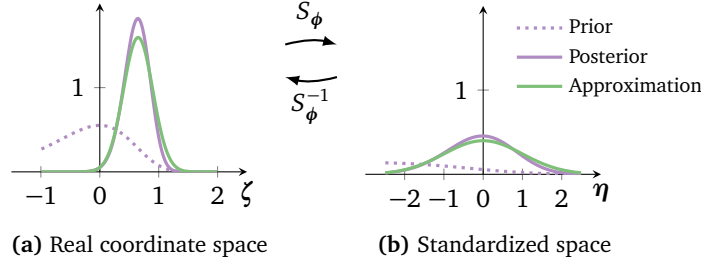 S_ϕ
S_ϕ^{-1}
1
−1 0 1 2 ζ
(a) Real coordinate space
Prior
Posterior
Approximation
1
−2 −1 0 1 2 η
(b) Standardized space